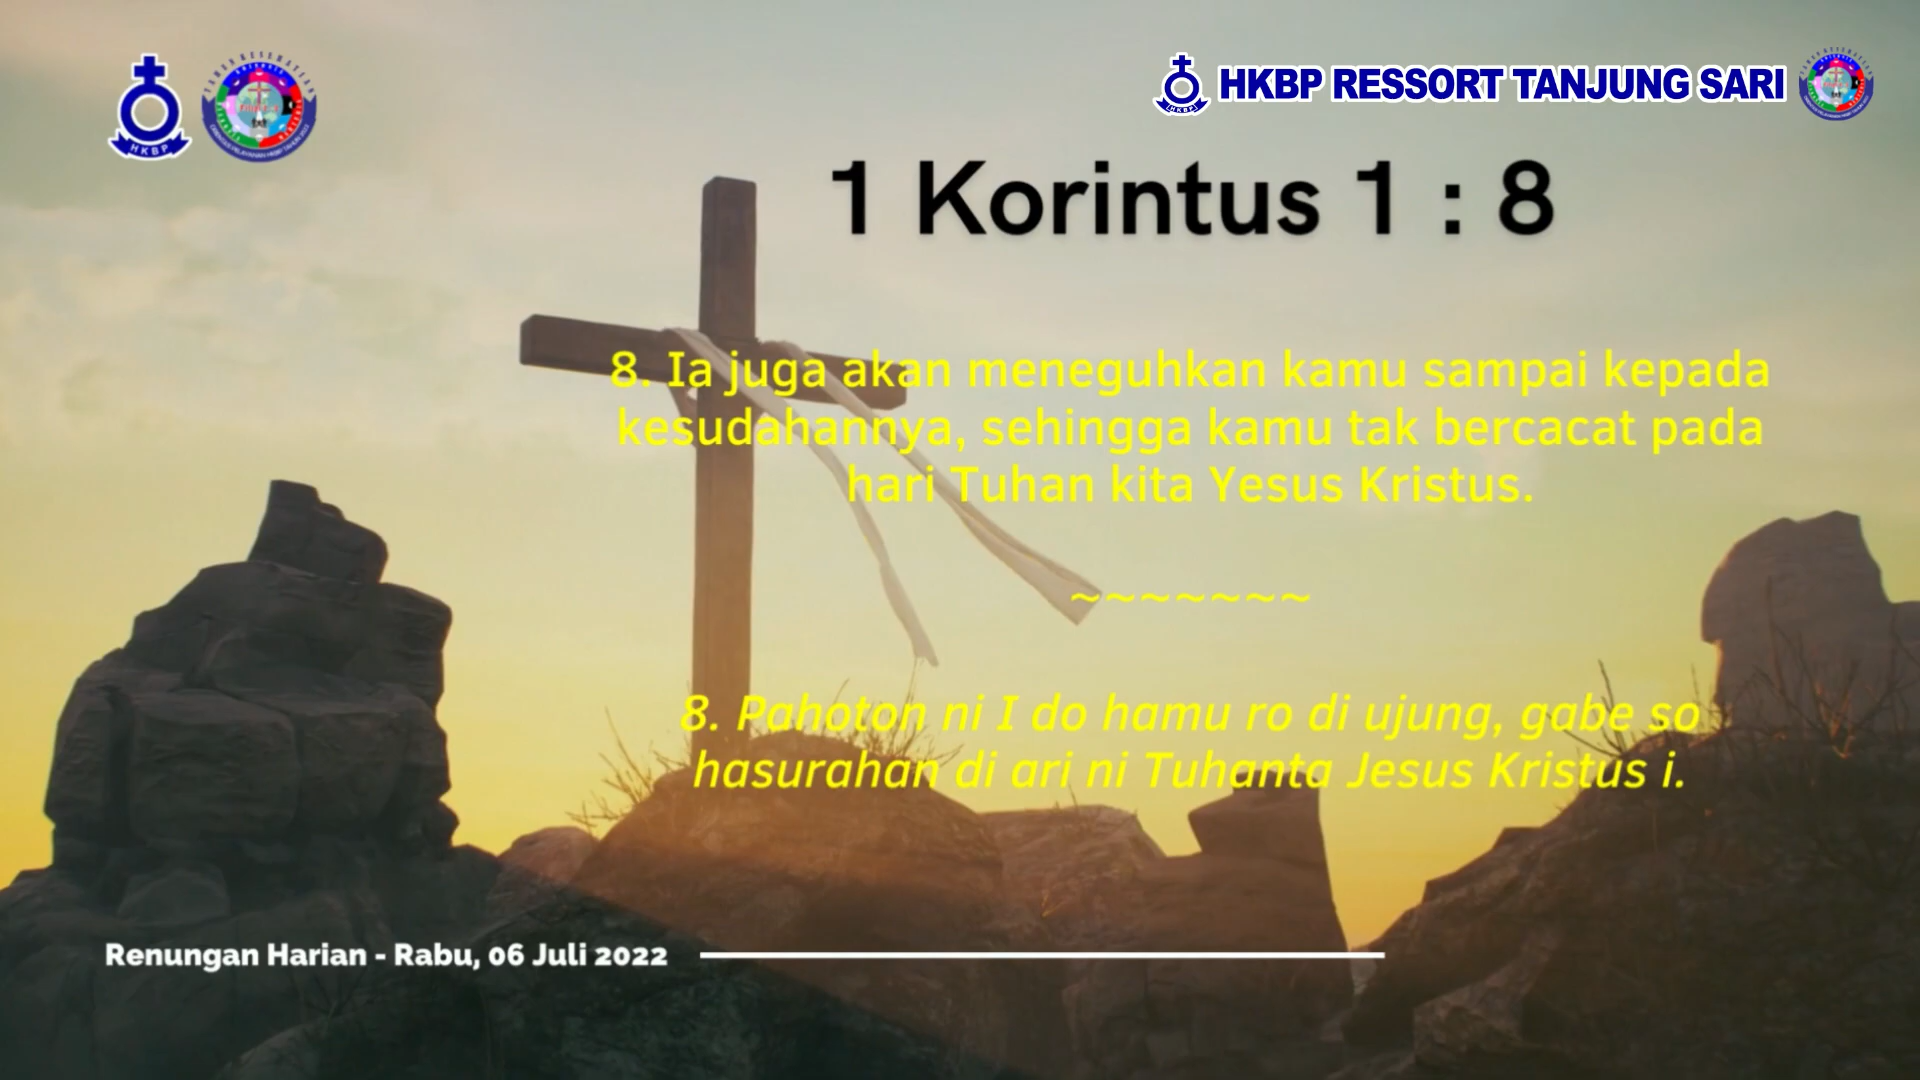 HKBP
HKBP RESSORT TANJUNG SARI
HKBP
1 Korintus 1 : 8
8. Ia juga akan meneguhkan kamu sampai kepada
kesudahannya, sehingga kamu tak bercacat pada
hari Tuhan kita Yesus Kristus.
~~~~~~~
8. Pahoton ni I do hamu ro di ujung, gabe so
hasurahan di ari ni Tuhanta Jesus Kristus i.
Renungan Harian - Rabu, 06 Juli 2022